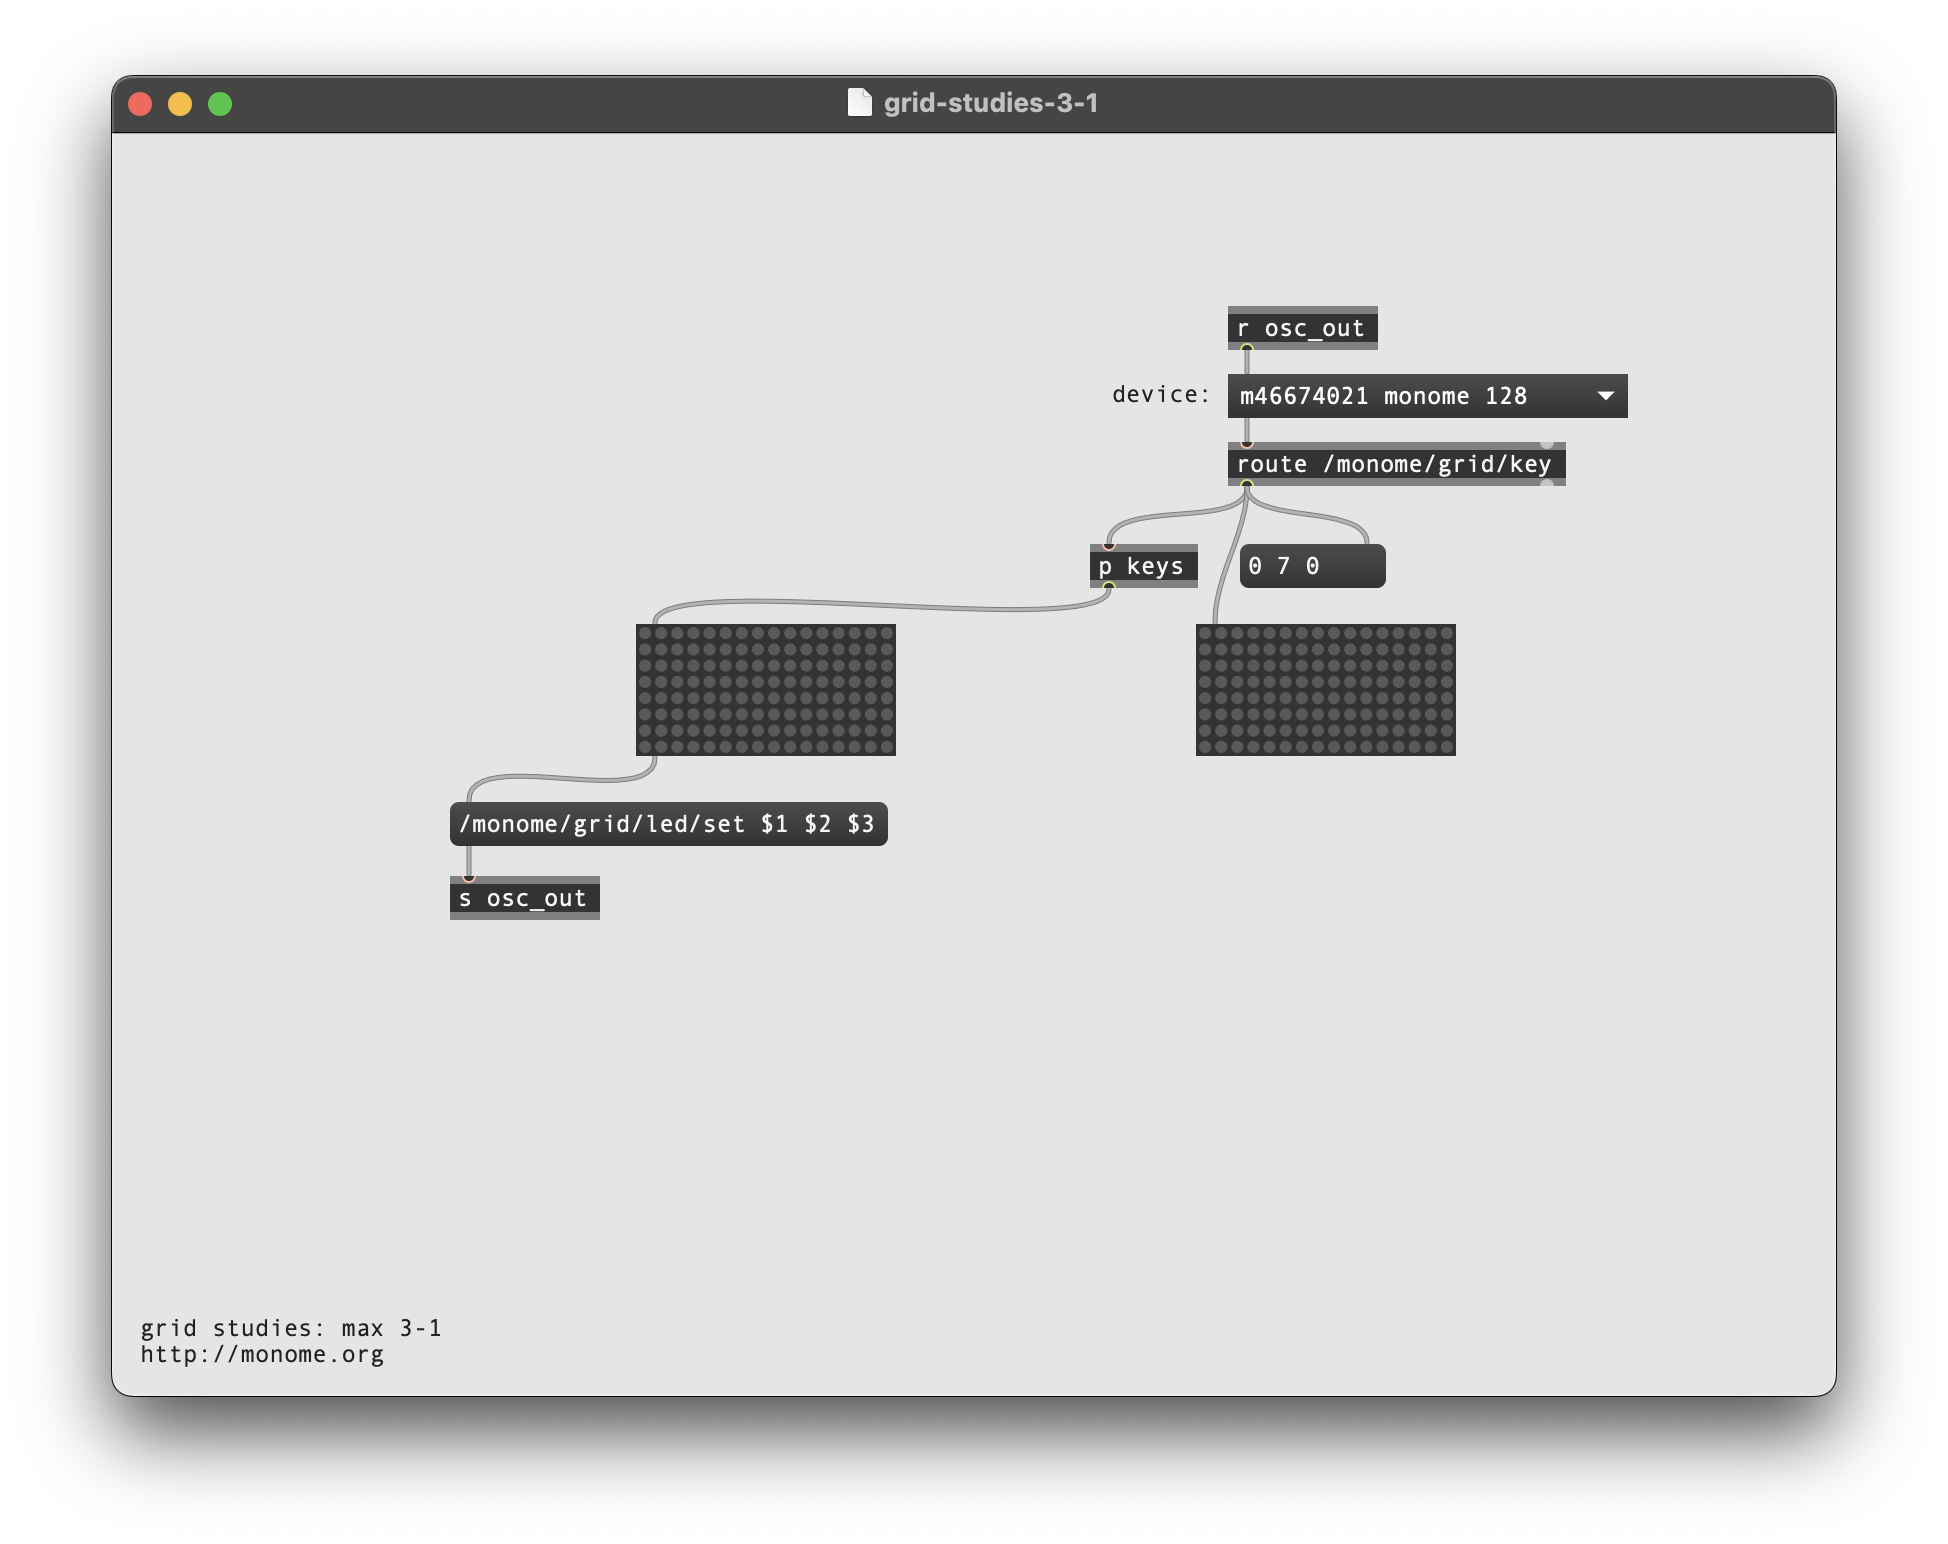 grid-studies-3-1
r osc_out
device:
m46674021 monome 128
route /monome/grid/key
p keys
0 7 0
/monome/grid/led/set $1 $2 $3
s osc_out
grid studies: max 3-1
http://monome.org